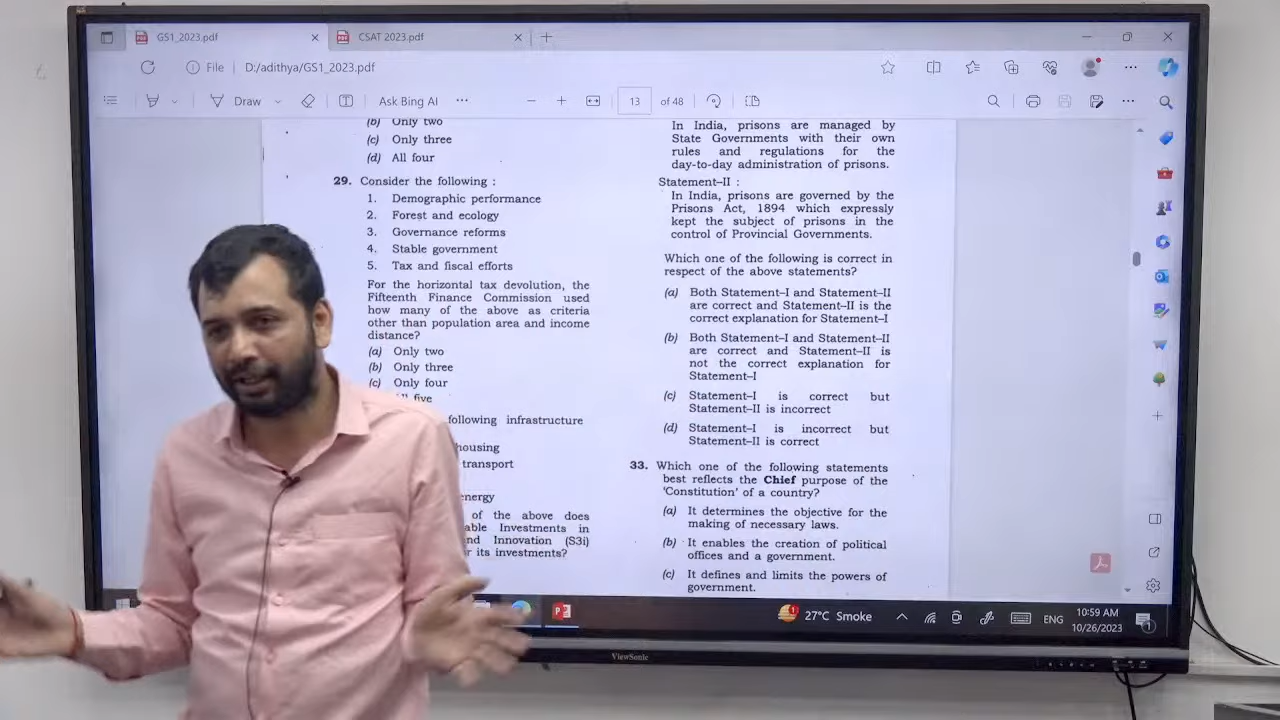 GS1_2023.pdf
CSAT 2023.pdf
File
D:/adithya/GS1_2023.pdf
Draw
Ask Bing AI
13
of 48
(b) Only two
(c) Only three
(d) All four
29. Consider the following :
1. Demographic performance
2. Forest and ecology
3. Governance reforms
4. Stable government
5. Tax and fiscal efforts
For the horizontal tax devolution, the
Fifteenth Finance Commission used
how many of the above as criteria
other than population area and income
distance?
(a) Only two
(b) Only three
(c) Only four
five
following infrastructure
housing
transport
energy
of the above does
Investments in
Innovation (S3i)
its investments?
In India, prisons are managed by
State Governments with their own
rules and regulations for the
day-to-day administration of prisons.
Statement–II :
In India, prisons are governed by the
Prisons Act, 1894 which expressly
kept the subject of prisons in the
control of Provincial Governments.
Which one of the following is correct in
respect of the above statements?
(a) Both Statement–I and Statement–II
are correct and Statement–II is the
correct explanation for Statement–I
(b) Both Statement–I and Statement–II
are correct and Statement–II is
not the correct explanation for
Statement–I
(c) Statement–I is correct but
Statement–II is incorrect
(d) Statement–I is incorrect but
Statement–II is correct
33. Which one of the following statements
best reflects the Chief purpose of the
'Constitution' of a country?
(a) It determines the objective for the
making of necessary laws.
(b) It enables the creation of political
offices and a government.
(c) It defines and limits the powers of
government.
27°C Smoke
ENG
10:59 AM
10/26/2023
ViewSonic